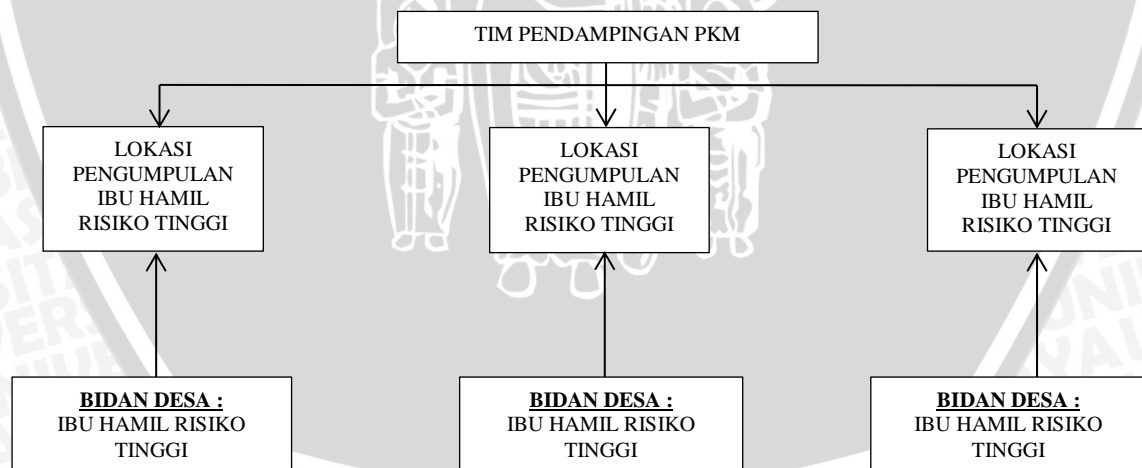 TIM PENDAMPINGAN PKM
LOKASI
PENGUMPULAN
IBU HAMIL
RISIKO TINGGI
LOKASI
PENGUMPULAN
IBU HAMIL
RISIKO TINGGI
LOKASI
PENGUMPULAN
IBU HAMIL
RISIKO TINGGI
BIDAN DESA :
IBU HAMIL RISIKO
TINGGI
BIDAN DESA :
IBU HAMIL RISIKO
TINGGI
BIDAN DESA :
IBU HAMIL RISIKO
TINGGI